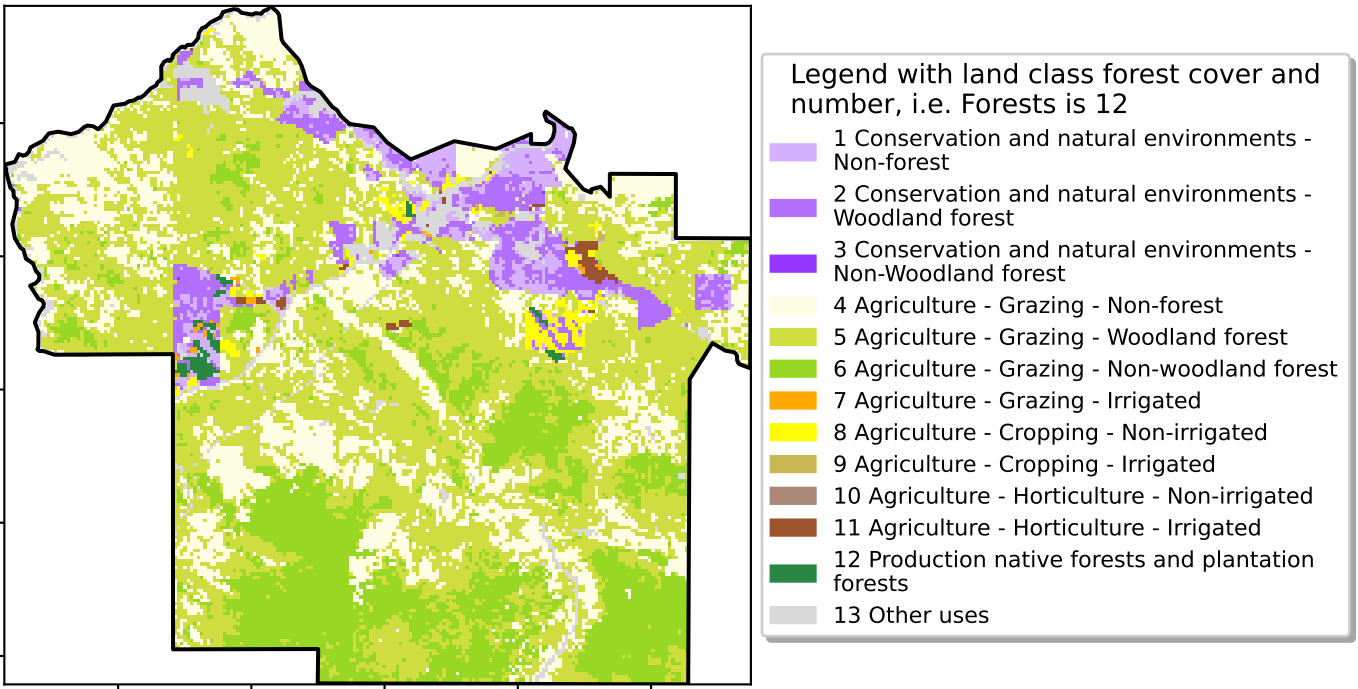 Legend with land class forest cover and
number, i.e. Forests is 12
1 Conservation and natural environments -
Non-forest
2 Conservation and natural environments -
Woodland forest
3 Conservation and natural environments -
Non-Woodland forest
4 Agriculture - Grazing - Non-forest
5 Agriculture - Grazing - Woodland forest
6 Agriculture - Grazing - Non-woodland forest
7 Agriculture - Grazing - Irrigated
8 Agriculture - Cropping - Non-irrigated
9 Agriculture - Cropping - Irrigated
10 Agriculture - Horticulture - Non-irrigated
11 Agriculture - Horticulture - Irrigated
12 Production native forests and plantation
forests
13 Other uses